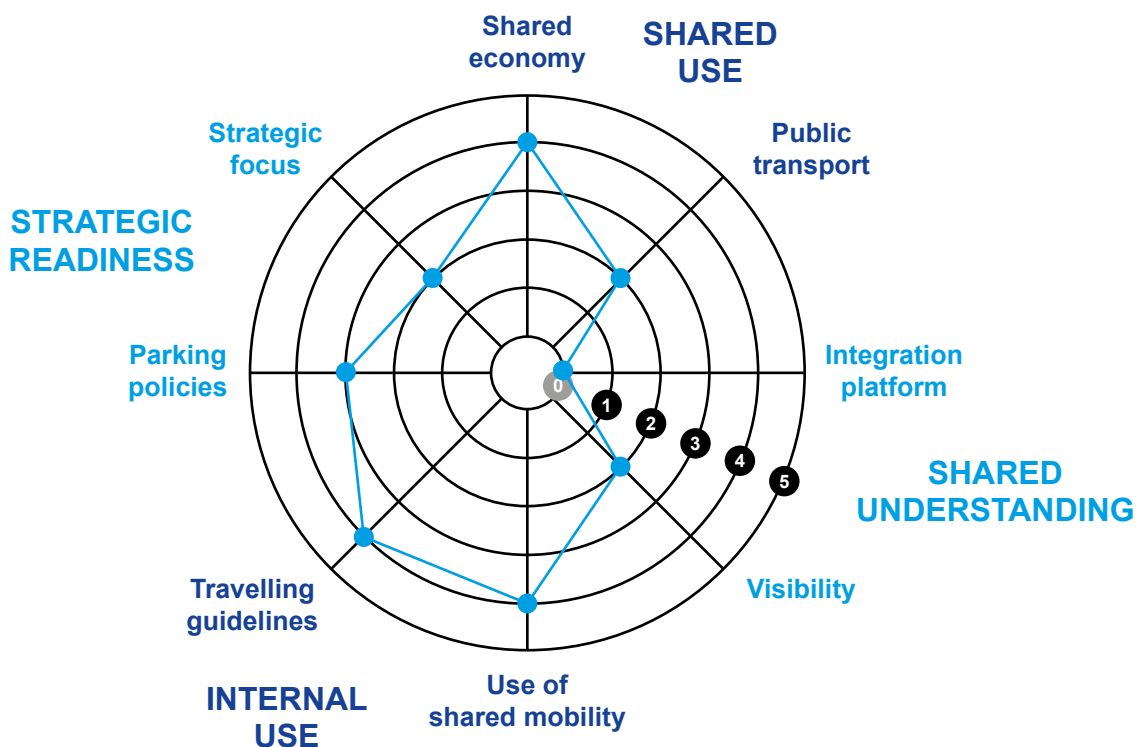 Shared
economy
SHARED
USE
Public
transport
Strategic
focus
STRATEGIC
READINESS
Parking
policies
Integration
platform
0
1
2
3
4
5
SHARED
UNDERSTANDING
Visibility
Travelling
guidelines
Use of
shared mobility
INTERNAL
USE